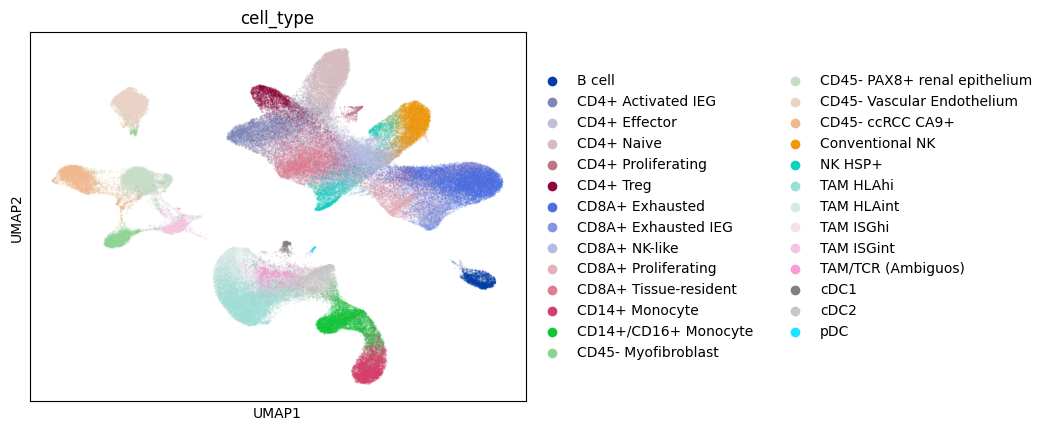 cell_type
UMAP2
UMAP1
B cell
CD4+ Activated IEG
CD4+ Effector
CD4+ Naive
CD4+ Proliferating
CD4+ Treg
CD8A+ Exhausted
CD8A+ Exhausted IEG
CD8A+ NK-like
CD8A+ Proliferating
CD8A+ Tissue-resident
CD14+ Monocyte
CD14+/CD16+ Monocyte
CD45- Myofibroblast
CD45- PAX8+ renal epithelium
CD45- Vascular Endothelium
CD45- ccRCC CA9+
Conventional NK
NK HSP+
TAM HLAhi
TAM HLAint
TAM ISGhi
TAM ISGint
TAM/TCR (Ambiguos)
cDC1
cDC2
pDC